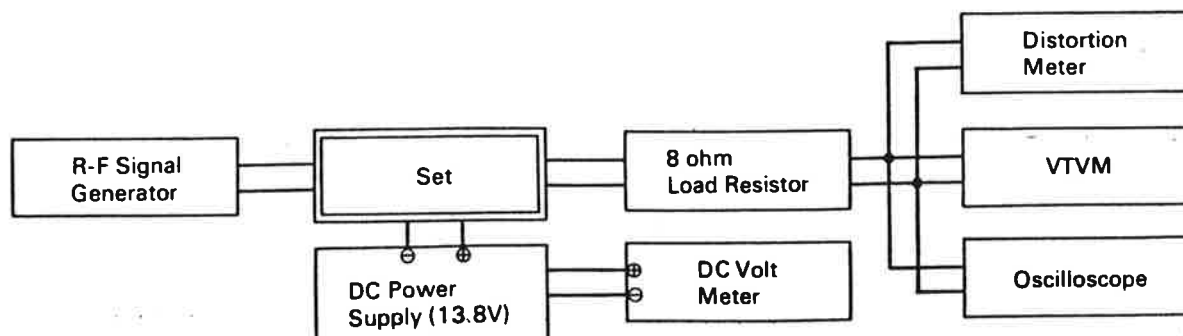 Distortion
Meter
R-F Signal
Generator
Set
8 ohm
Load Resistor
VTVM
⊖ ⊕
DC Power
Supply (13.8V)
⊕
⊖
DC Volt
Meter
Oscilloscope